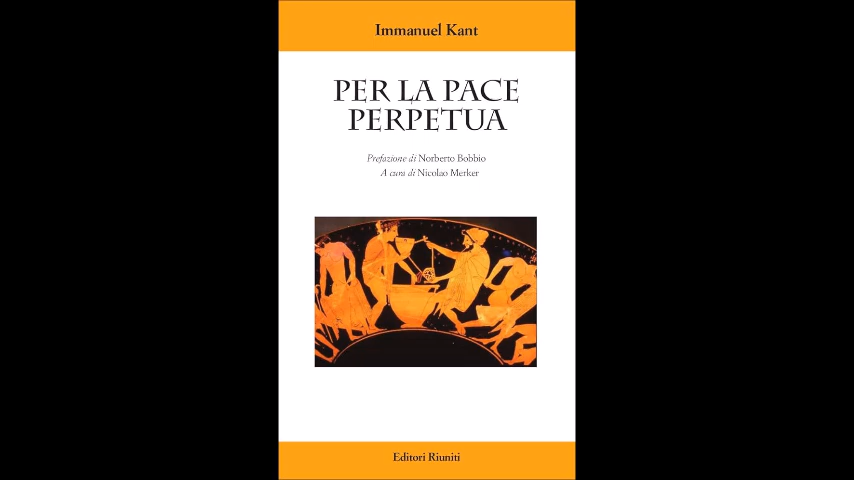 Immanuel Kant
PER LA PACE
PERPETUA
Prefazione di Norberto Bobbio
A cura di Nicolao Merker
Editori Riuniti